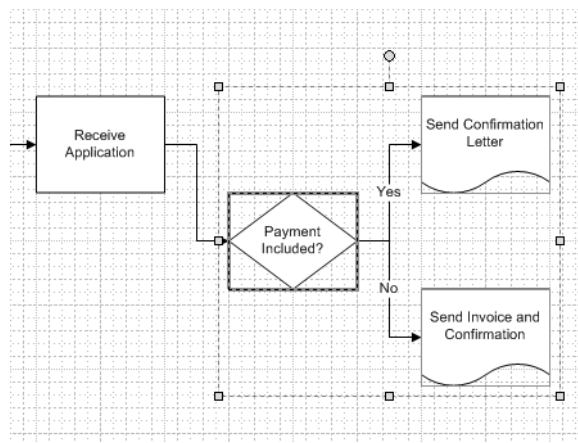 Receive
Application
Payment
Included?
Yes
Send Confirmation
Letter
No
Send Invoice and
Confirmation